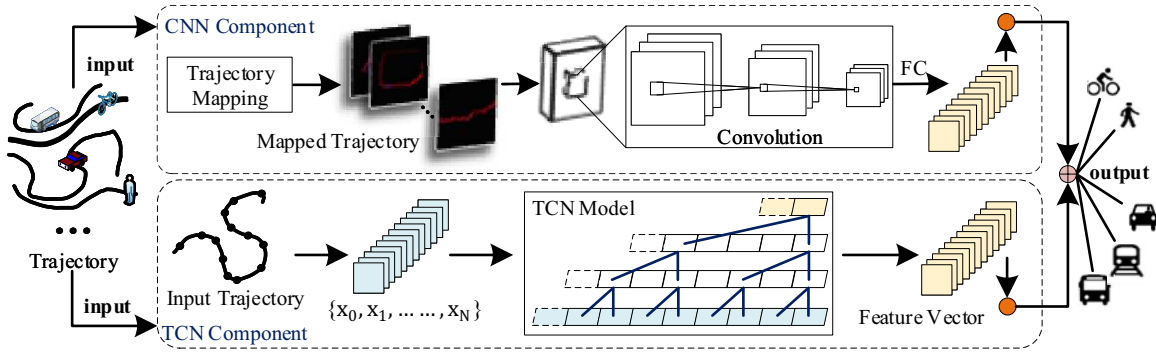 CNN Component
input
Trajectory
Mapping
Mapped Trajectory
Convolution
FC
output
Trajectory
input
Input Trajectory
{x₀, x₁, ... ..., x_N}
TCN Model
Feature Vector
TCN Component